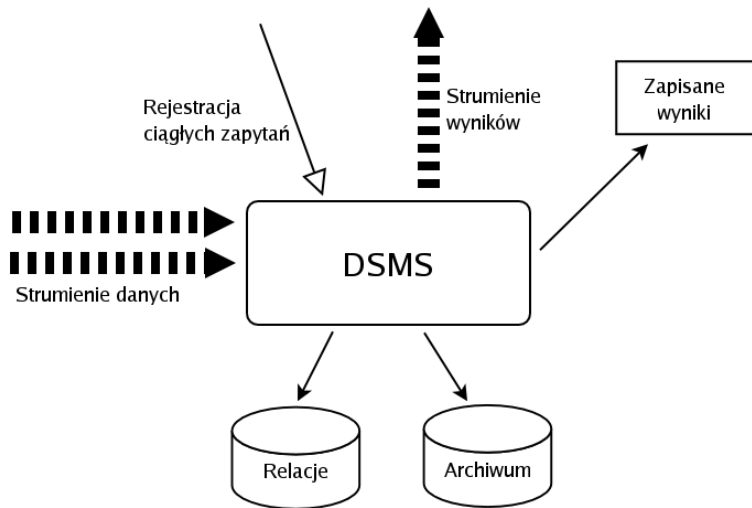 Rejestracja
ciągłych zapytań
Strumienie
wyników
Zapisane
wyniki
DSMS
Strumienie danych
Relacje
Archiwum